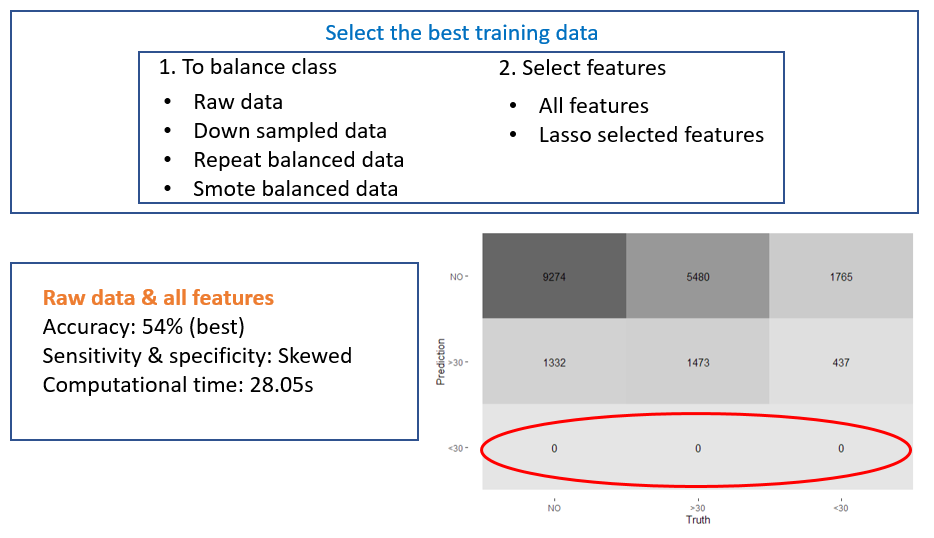 Select the best training data
1. To balance class
• Raw data
• Down sampled data
• Repeat balanced data
• Smote balanced data
2. Select features
• All features
• Lasso selected features
Raw data & all features
Accuracy: 54% (best)
Sensitivity & specificity: Skewed
Computational time: 28.05s
Prediction
NO 9274 5480 1765
>30 1332 1473 437
<30 0 0 0
NO >30 <30
Truth